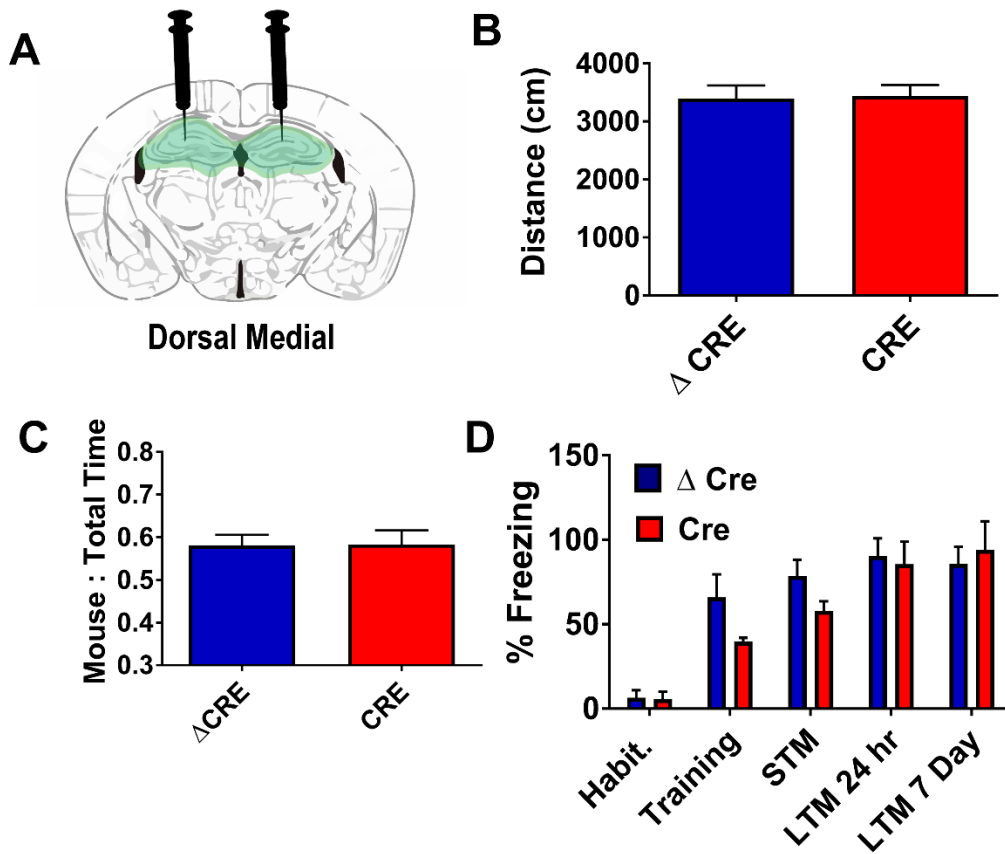 A
Dorsal Medial
B
Distance (cm)
4000
3000
2000
1000
0
Δ CRE
CRE
C
Mouse : Total Time
0.8
0.7
0.6
0.5
0.4
0.3
ΔCRE
CRE
D
% Freezing
150
100
50
0
Δ Cre
Cre
Habit.
Training
STM
LTM 24 hr
LTM 7 Day